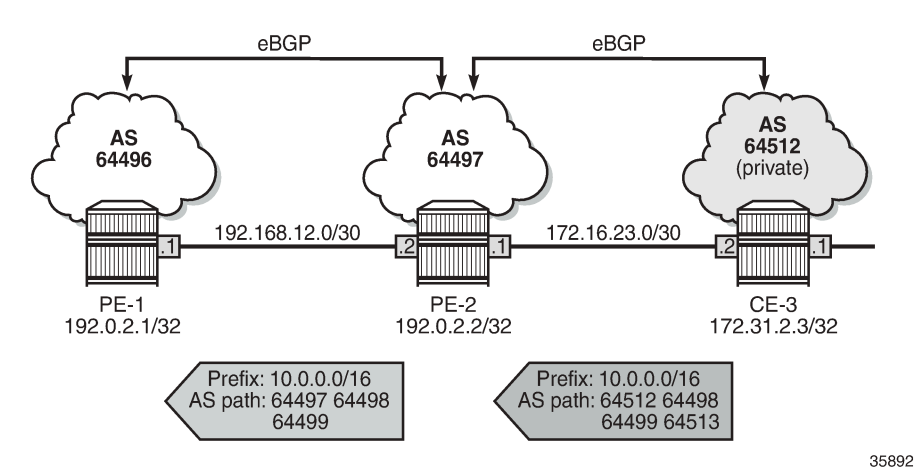 eBGP
eBGP
AS
64496
AS
64497
AS
64512
(private)
.1
192.168.12.0/30
.2
.1
172.16.23.0/30
.2
.1
PE-1
192.0.2.1/32
PE-2
192.0.2.2/32
CE-3
172.31.2.3/32
Prefix: 10.0.0.0/16
AS path: 64497 64498
64499
Prefix: 10.0.0.0/16
AS path: 64512 64498
64499 64513
35892